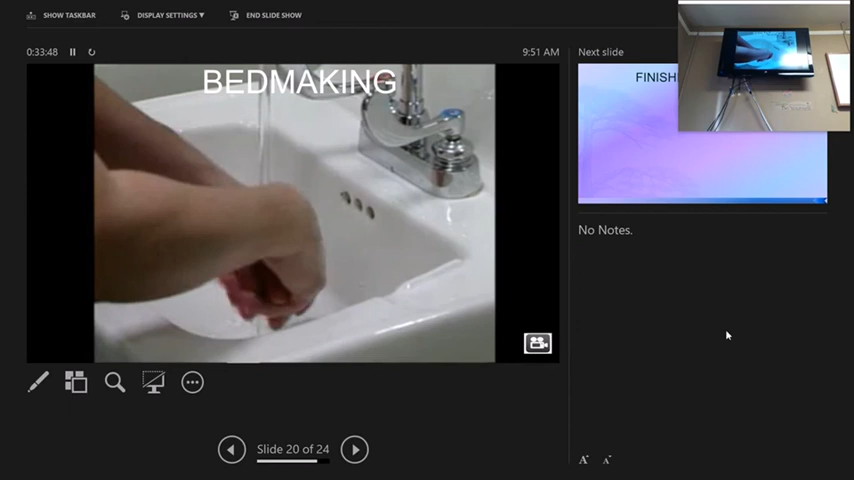 SHOW TASKBAR
DISPLAY SETTINGS ▼
END SLIDE SHOW
0:33:48
9:51 AM
Next slide
BEDMAKING
FINISH
No Notes.
Slide 20 of 24
A
A